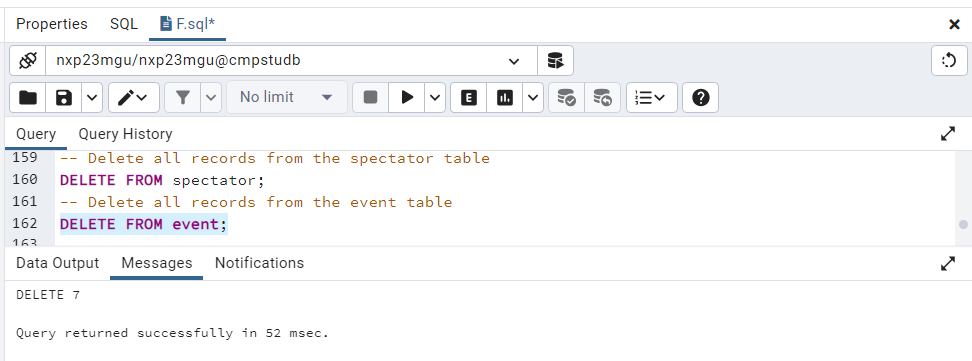 Properties SQL F.sql*
nxp23mgu/nxp23mgu@cmpstudb
No limit E
Query Query History
159 -- Delete all records from the spectator table
160 DELETE FROM spectator;
161 -- Delete all records from the event table
162 DELETE FROM event;
163
Data Output Messages Notifications
DELETE 7
Query returned successfully in 52 msec.